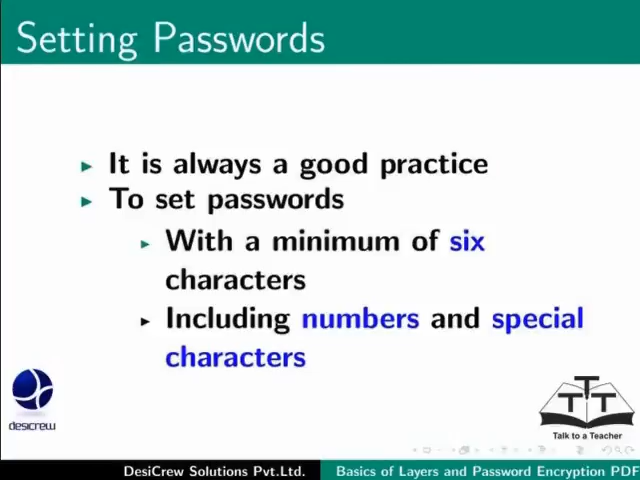 Setting Passwords
It is always a good practice
To set passwords
With a minimum of six
characters
Including numbers and special
characters
desicrew
TTT
Talk to a Teacher
DesiCrew Solutions Pvt.Ltd.
Basics of Layers and Password Encryption PDF